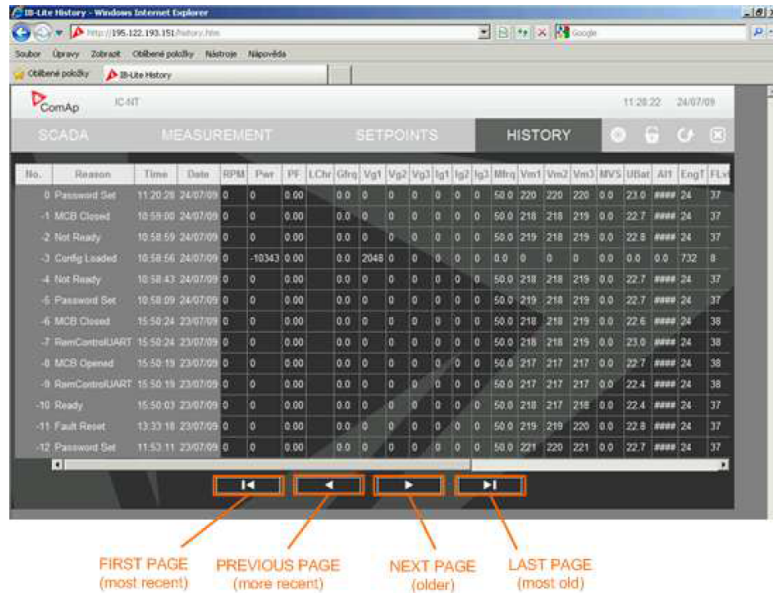 IB-Lite History - Windows Internet Explorer
http://195.122.193.151/history.htm
Google
Soubor Úpravy Zobrazit Oblíbené položky Nástroje Nápověda
Oblíbené položky IB-Lite History
ComAp IC-NT 11:20:22 24/07/09
SCADA MEASUREMENT SETPOINTS HISTORY
No. Reason Time Date RPM Pwr PF LChr Gfrq Vg1 Vg2 Vg3 Ig1 Ig2 Ig3 Mfrq Vm1 Vm2 Vm3 MVS UBat AI1 EngT FLvl
0 Password Set 11:20:20 24/07/09 0 0 0.00 0.0 0 0 0 0 0 0 50.0 220 220 220 0.0 23.0 #### 24 37
-1 MCB Closed 10:59:00 24/07/09 0 0 0.00 0.0 0 0 0 0 0 0 50.0 218 218 219 0.0 22.7 #### 24 37
-2 Not Ready 10:58:59 24/07/09 0 0 0.00 0.0 0 0 0 0 0 0 50.0 219 218 219 0.0 22.8 #### 24 37
-3 Config Loaded 10:58:56 24/07/09 -10343 0.00 0.0 2048 0 0 0 0 0 0.0 0 0 0 0.0 0.0 0.0 732 8
-4 Not Ready 10:58:43 24/07/09 0 0 0.00 0.0 0 0 0 0 0 0 50.0 218 218 219 0.0 22.7 #### 24 37
-5 Password Set 10:58:09 24/07/09 0 0 0.00 0.0 0 0 0 0 0 0 50.0 219 218 219 0.0 22.7 #### 24 37
-6 MCB Closed 15:50:24 23/07/09 0 0 0.00 0.0 0 0 0 0 0 0 50.0 218 218 219 0.0 22.6 #### 24 38
-7 RemControlUART 15:50:24 23/07/09 0 0 0.00 0.0 0 0 0 0 0 0 50.0 218 218 219 0.0 23.0 #### 24 38
-8 MCB Opened 15:50:19 23/07/09 0 0 0.00 0.0 0 0 0 0 0 0 50.0 217 217 217 0.0 22.7 #### 24 38
-9 RemControlUART 15:50:19 23/07/09 0 0 0.00 0.0 0 0 0 0 0 0 50.0 217 217 217 0.0 22.4 #### 24 38
-10 Ready 15:50:03 23/07/09 0 0 0.00 0.0 0 0 0 0 0 0 50.0 218 217 218 0.0 22.4 #### 24 37
-11 Fault Reset 13:33:18 23/07/09 0 0 0.00 0.0 0 0 0 0 0 0 50.0 219 219 220 0.0 22.8 #### 24 37
-12 Password Set 11:53:11 23/07/09 0 0 0.00 0.0 0 0 0 0 0 0 50.0 221 220 221 0.0 22.7 #### 24 37
FIRST PAGE PREVIOUS PAGE NEXT PAGE LAST PAGE
(most recent) (more recent) (older) (most old)